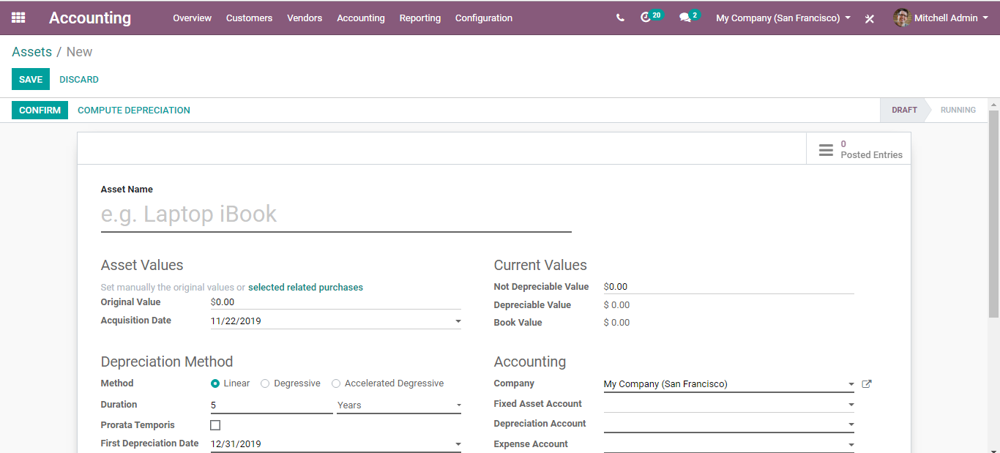 Accounting Overview Customers Vendors Accounting Reporting Configuration 20 2 My Company (San Francisco) Mitchell Admin
Assets / New
SAVE DISCARD
CONFIRM COMPUTE DEPRECIATION DRAFT RUNNING
0
Posted Entries
Asset Name
e.g. Laptop iBook
Asset Values
Set manually the original values or selected related purchases
Original Value $0.00
Acquisition Date 11/22/2019
Current Values
Not Depreciable Value $0.00
Depreciable Value $ 0.00
Book Value $ 0.00
Depreciation Method
Method Linear Degressive Accelerated Degressive
Duration 5 Years
Prorata Temporis
First Depreciation Date 12/31/2019
Accounting
Company My Company (San Francisco)
Fixed Asset Account
Depreciation Account
Expense Account